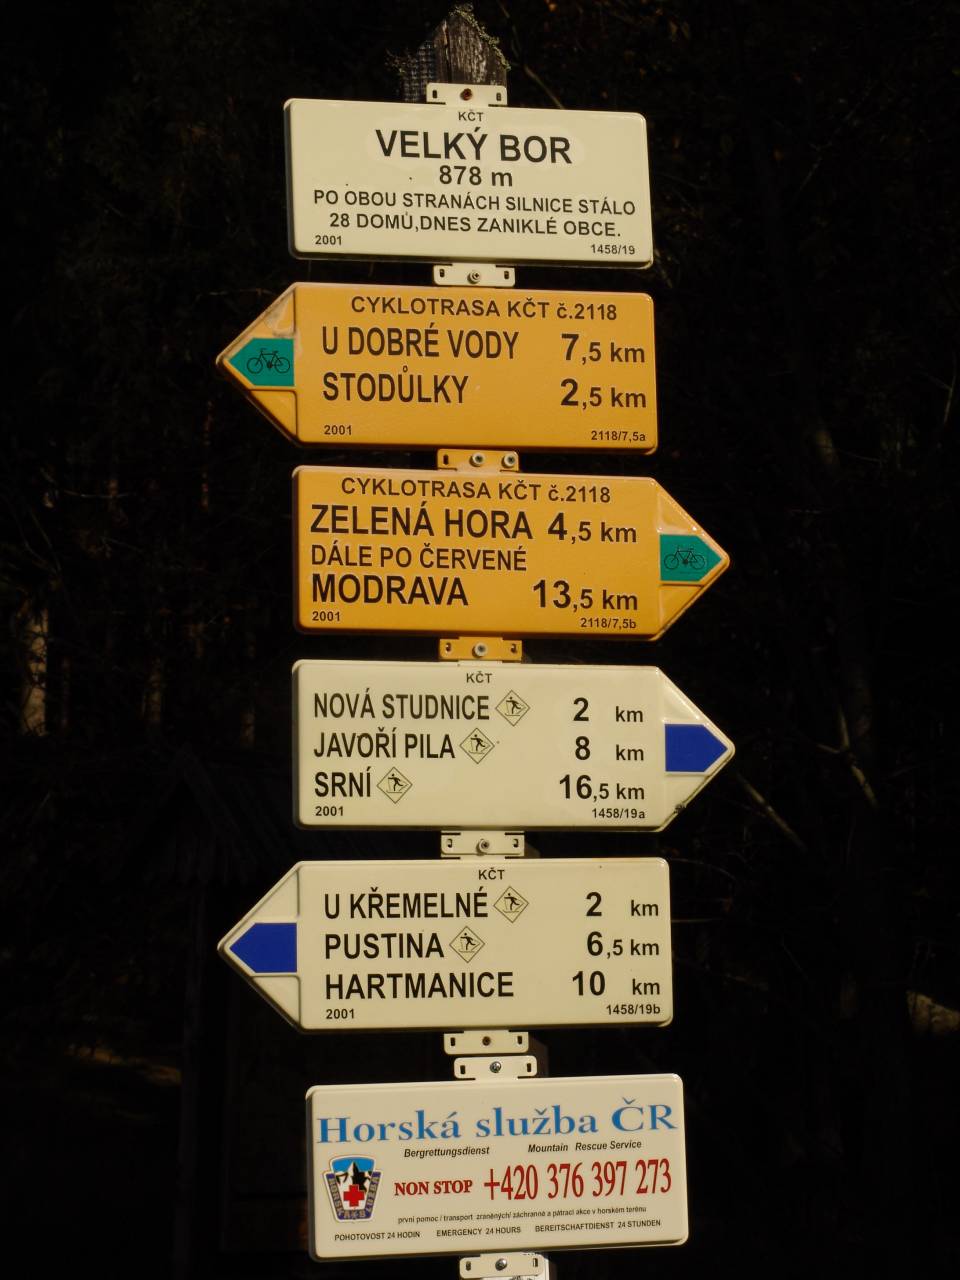 KČT
VELKÝ BOR
878 m
PO OBOU STRANÁCH SILNICE STÁLO
28 DOMŮ,DNES ZANIKLÉ OBCE.
2001 1458/19
CYKLOTRASA KČT č.2118
U DOBRÉ VODY 7,5 km
STODŮLKY 2,5 km
2001 2118/7,5a
CYKLOTRASA KČT č.2118
ZELENÁ HORA 4,5 km
DÁLE PO ČERVENÉ
MODRAVA 13,5 km
2001 2118/7,5b
KČT
NOVÁ STUDNICE 2 km
JAVOŘÍ PILA 8 km
SRNÍ 16,5 km
2001 1458/19a
KČT
U KŘEMELNÉ 2 km
PUSTINA 6,5 km
HARTMANICE 10 km
2001 1458/19b
Horská služba ČR
Bergrettungsdienst Mountain Rescue Service
NON STOP +420 376 397 273
první pomoc / transport zraněných/ záchranné a pátrací akce v horském terénu
POHOTOVOST 24 HODIN EMERGENCY 24 HOURS BEREITSCHAFTDIENST 24 STUNDEN